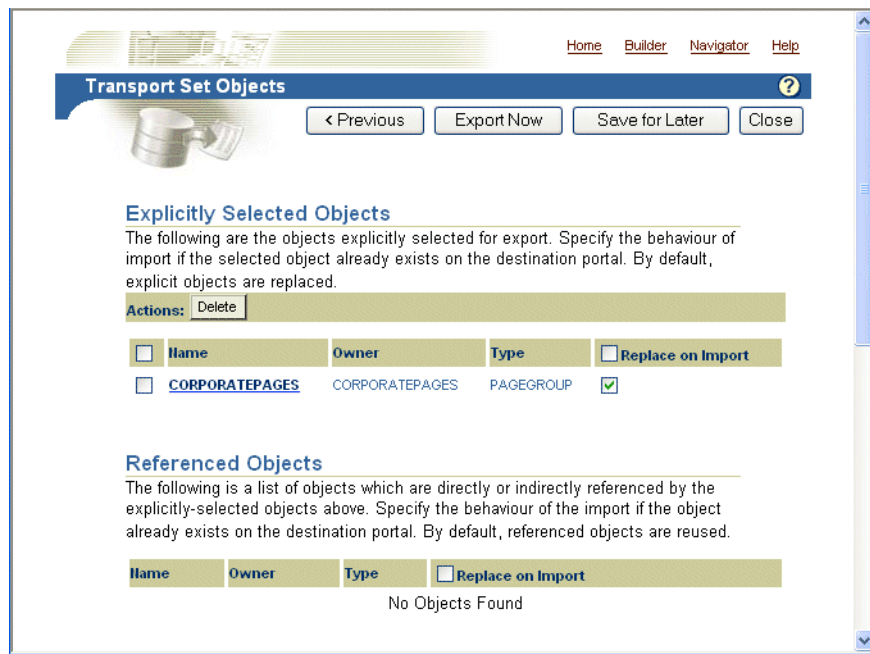 Home Builder Navigator Help
Transport Set Objects ?
< Previous Export Now Save for Later Close
Explicitly Selected Objects
The following are the objects explicitly selected for export. Specify the behaviour of
import if the selected object already exists on the destination portal. By default,
explicit objects are replaced.
Actions: Delete
Name Owner Type Replace on Import
CORPORATEPAGES CORPORATEPAGES PAGEGROUP
Referenced Objects
The following is a list of objects which are directly or indirectly referenced by the
explicitly-selected objects above. Specify the behaviour of the import if the object
already exists on the destination portal. By default, referenced objects are reused.
Name Owner Type Replace on Import
No Objects Found